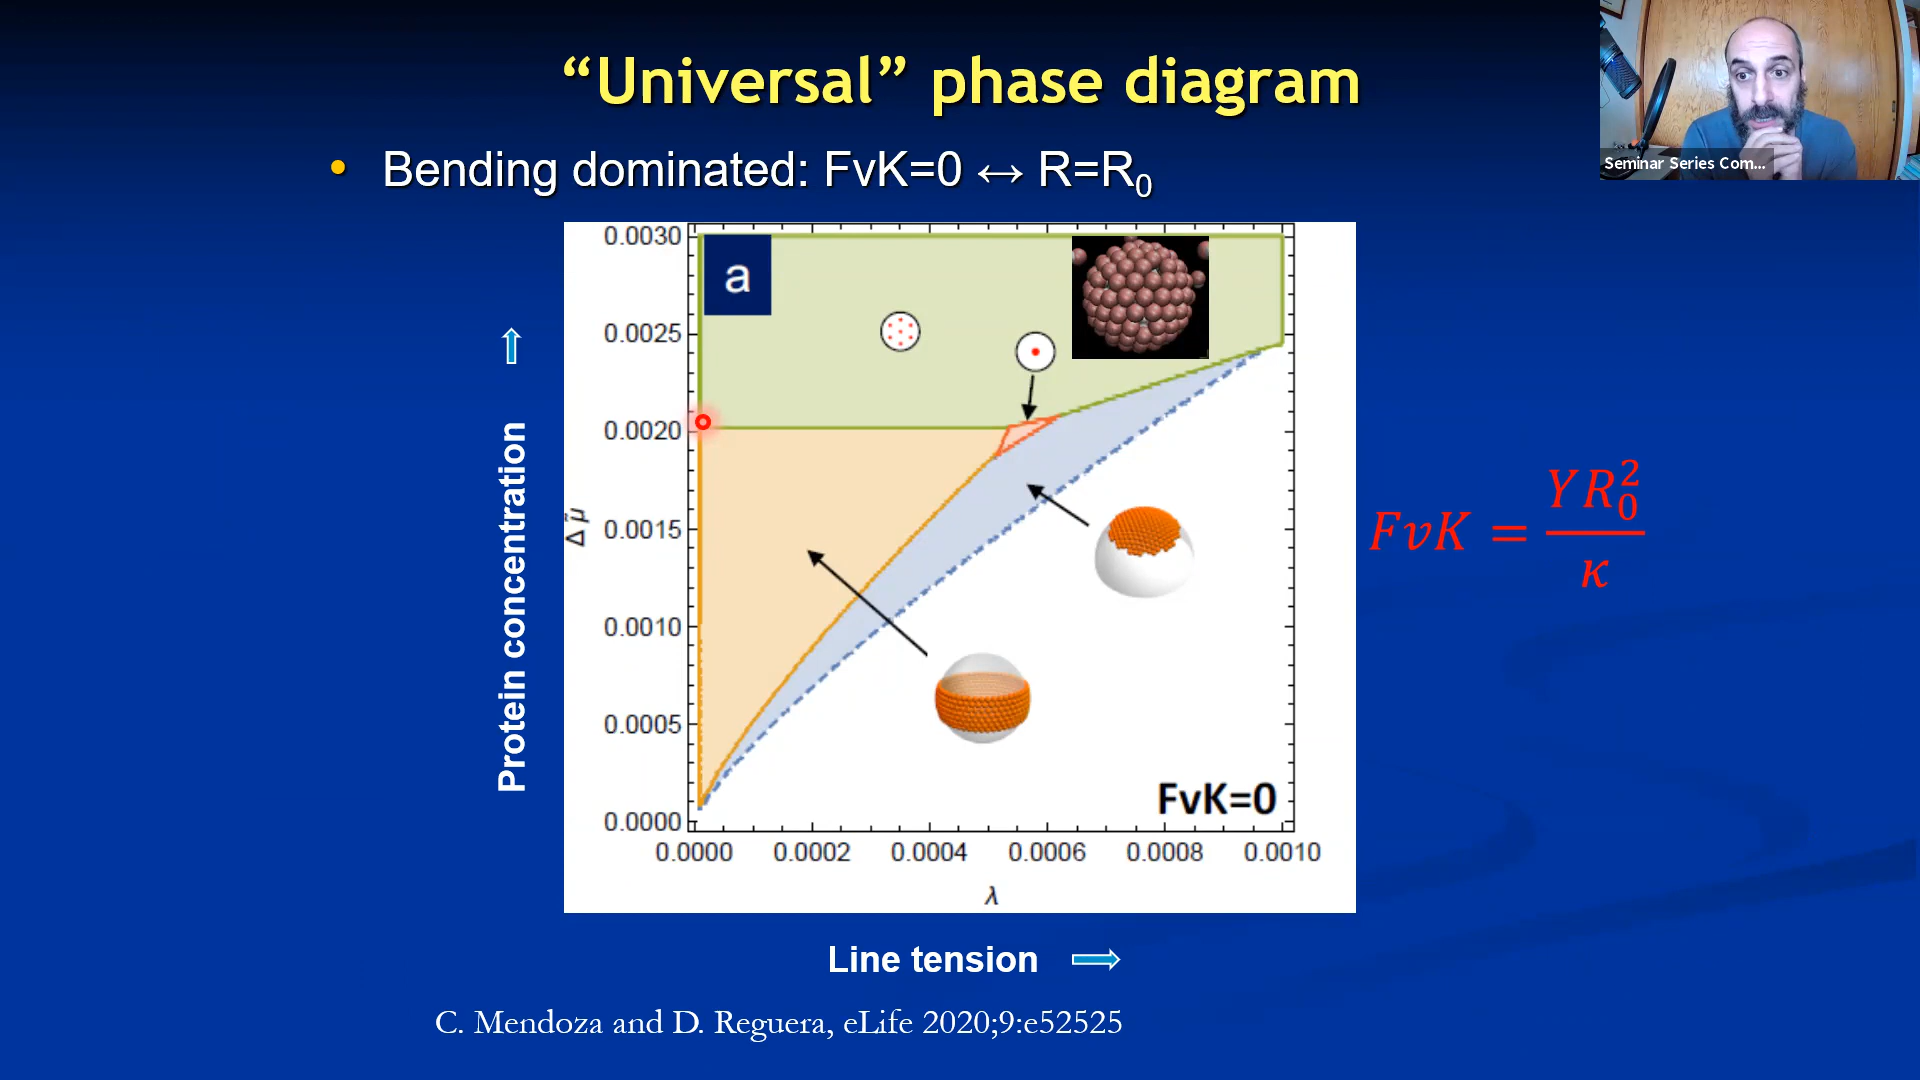 “Universal” phase diagram
Seminar Series Com...
• Bending dominated: FvK=0 ↔ R=R₀
a
0.0030
0.0025
0.0020
0.0015
0.0010
0.0005
0.0000
Δμ̃
Protein concentration
FvK=0
0.0000 0.0002 0.0004 0.0006 0.0008 0.0010
λ
Line tension
FvK = YR₀²/κ
C. Mendoza and D. Reguera, eLife 2020;9:e52525